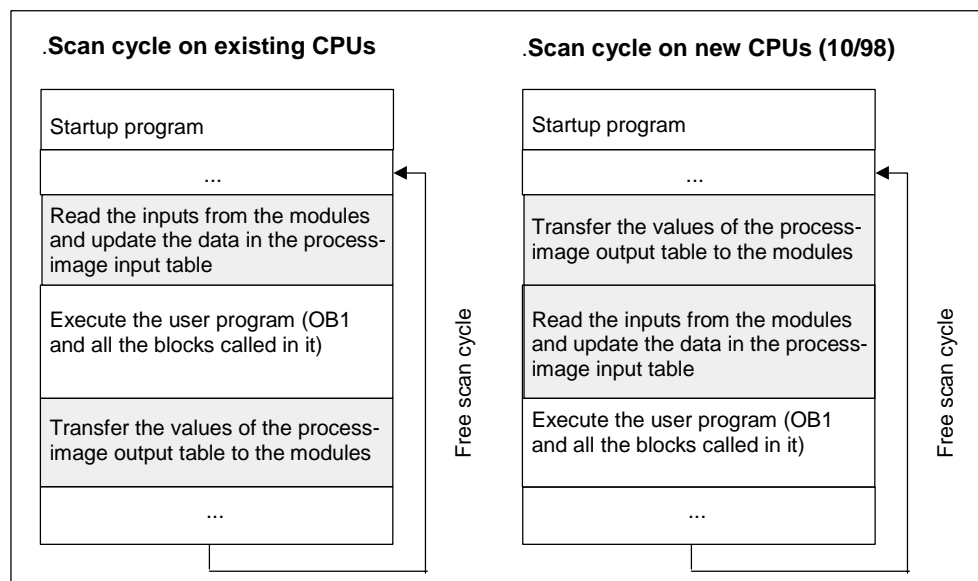 .Scan cycle on existing CPUs
Startup program
...
Read the inputs from the modules
and update the data in the process-
image input table
Execute the user program (OB1
and all the blocks called in it)
Transfer the values of the process-
image output table to the modules
...
Free scan cycle
.Scan cycle on new CPUs (10/98)
Startup program
...
Transfer the values of the process-
image output table to the modules
Read the inputs from the modules
and update the data in the process-
image input table
Execute the user program (OB1
and all the blocks called in it)
...
Free scan cycle